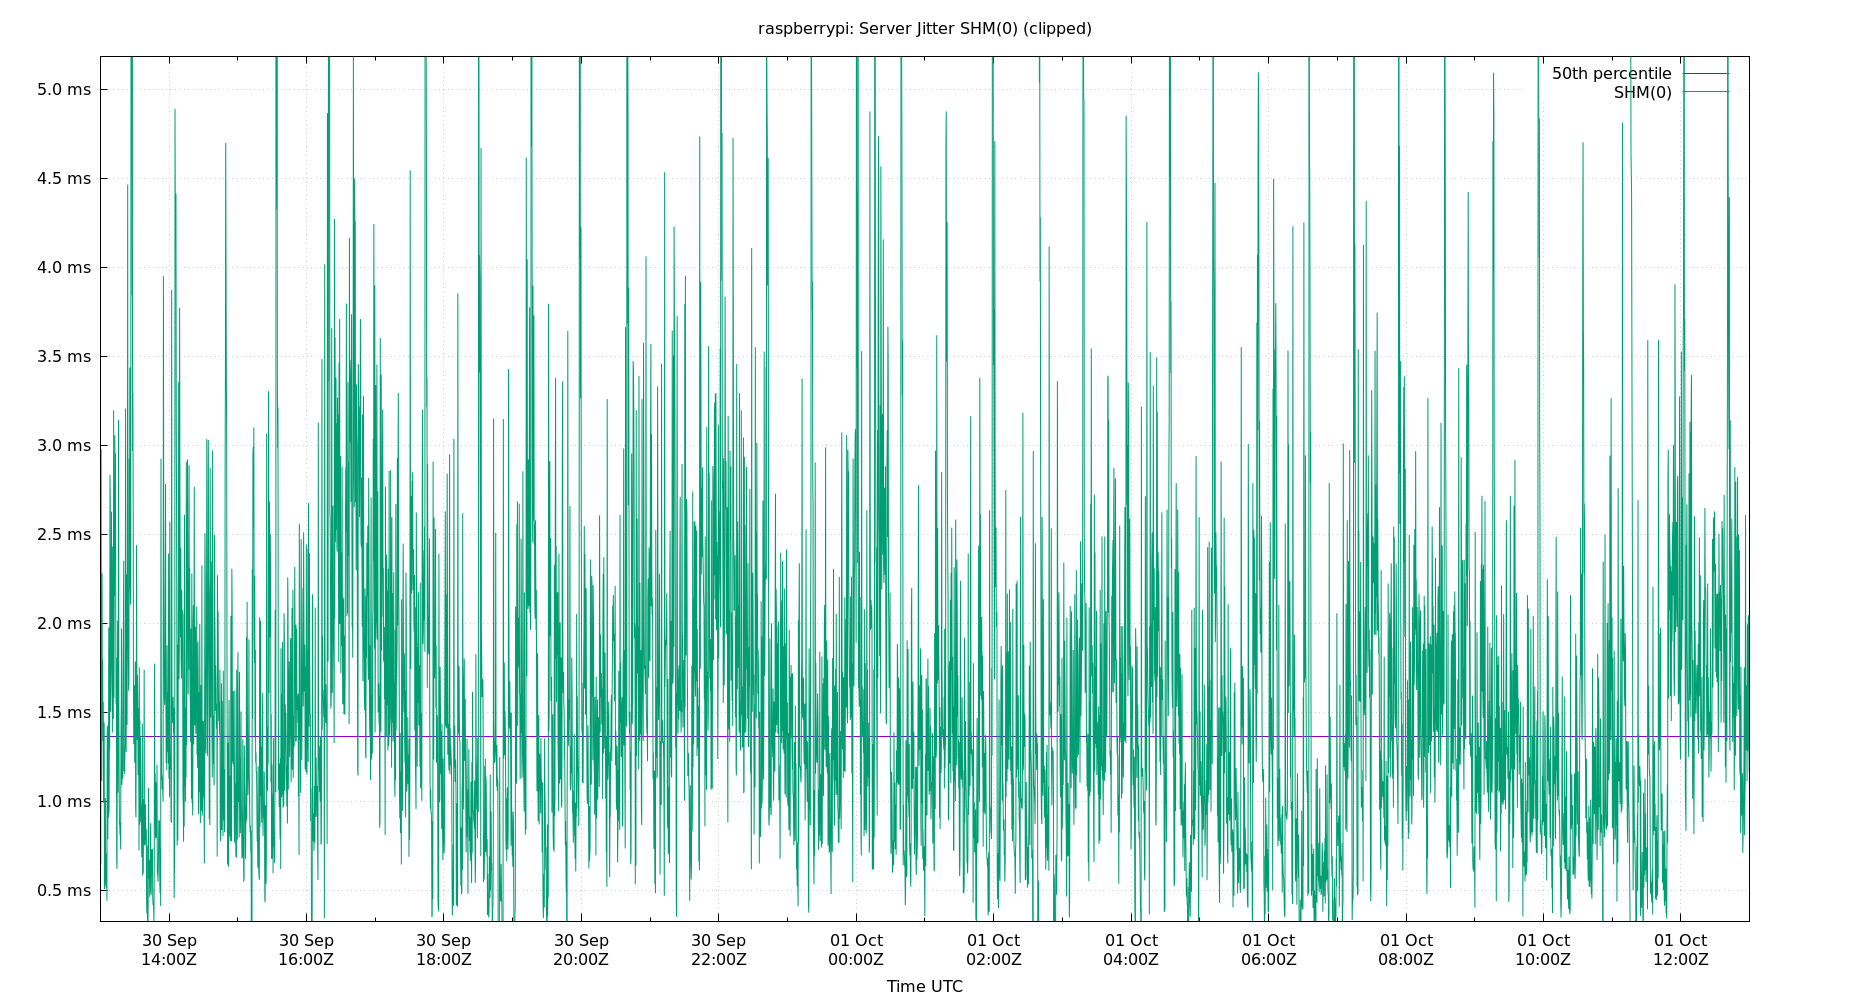 raspberrypi: Server Jitter SHM(0) (clipped)
50th percentile
SHM(0)
5.0 ms
4.5 ms
4.0 ms
3.5 ms
3.0 ms
2.5 ms
2.0 ms
1.5 ms
1.0 ms
0.5 ms
30 Sep 30 Sep 30 Sep 30 Sep 30 Sep 01 Oct 01 Oct 01 Oct 01 Oct 01 Oct 01 Oct 01 Oct
14:00Z 16:00Z 18:00Z 20:00Z 22:00Z 00:00Z 02:00Z 04:00Z 06:00Z 08:00Z 10:00Z 12:00Z
Time UTC